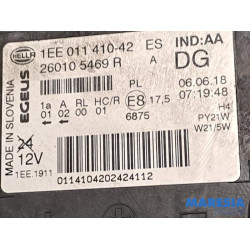 HELLA
1EE 011 410-42 ES IND:AA
26010 5469 R A DG
MADE IN SLOVENIA
EGEUS
PL 06.06.18
1a A RL HC/R E8 17,5 07:19:48
01 02 00 01 6875 H4
PY21W
24
12V W21/5W
1EE.1911
0114104202424112